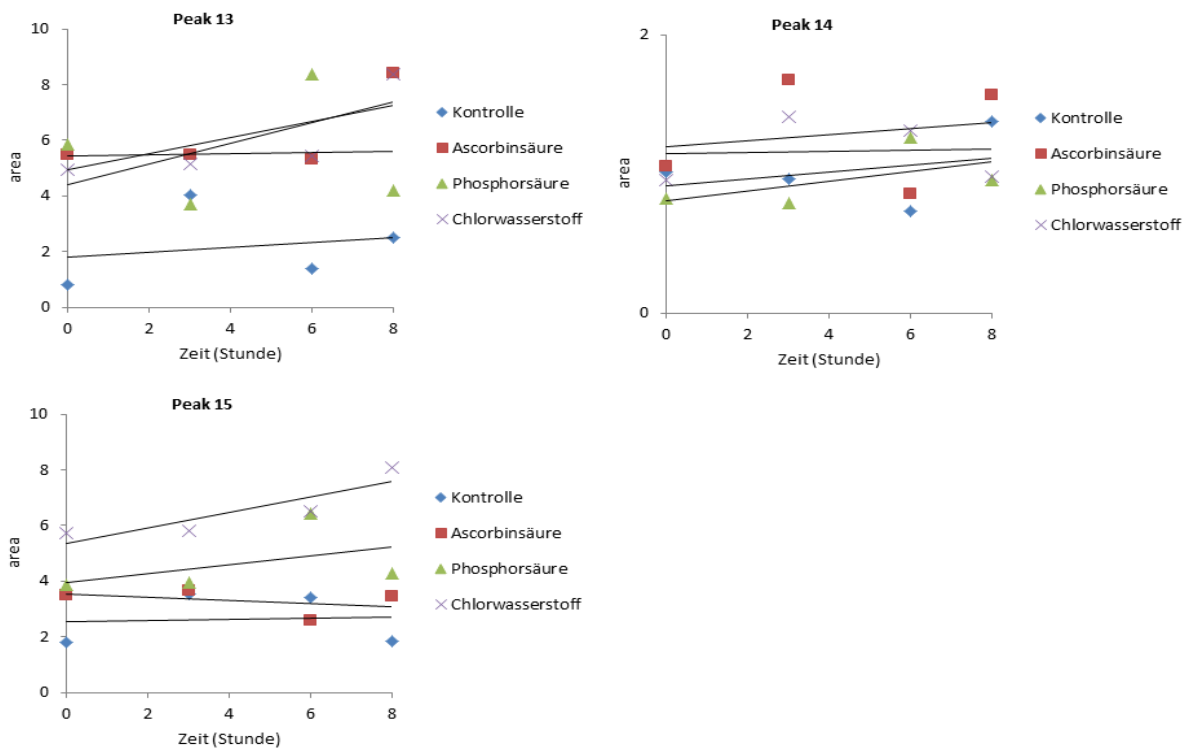 Peak 13
10
8
6
4
2
0
area
0 2 4 6 8
Zeit (Stunde)
Kontrolle
Ascorbinsäure
Phosphorsäure
Chlorwasserstoff
Peak 14
2
0
area
0 2 4 6 8
Zeit (Stunde)
Kontrolle
Ascorbinsäure
Phosphorsäure
Chlorwasserstoff
Peak 15
10
8
6
4
2
0
area
0 2 4 6 8
Zeit (Stunde)
Kontrolle
Ascorbinsäure
Phosphorsäure
Chlorwasserstoff